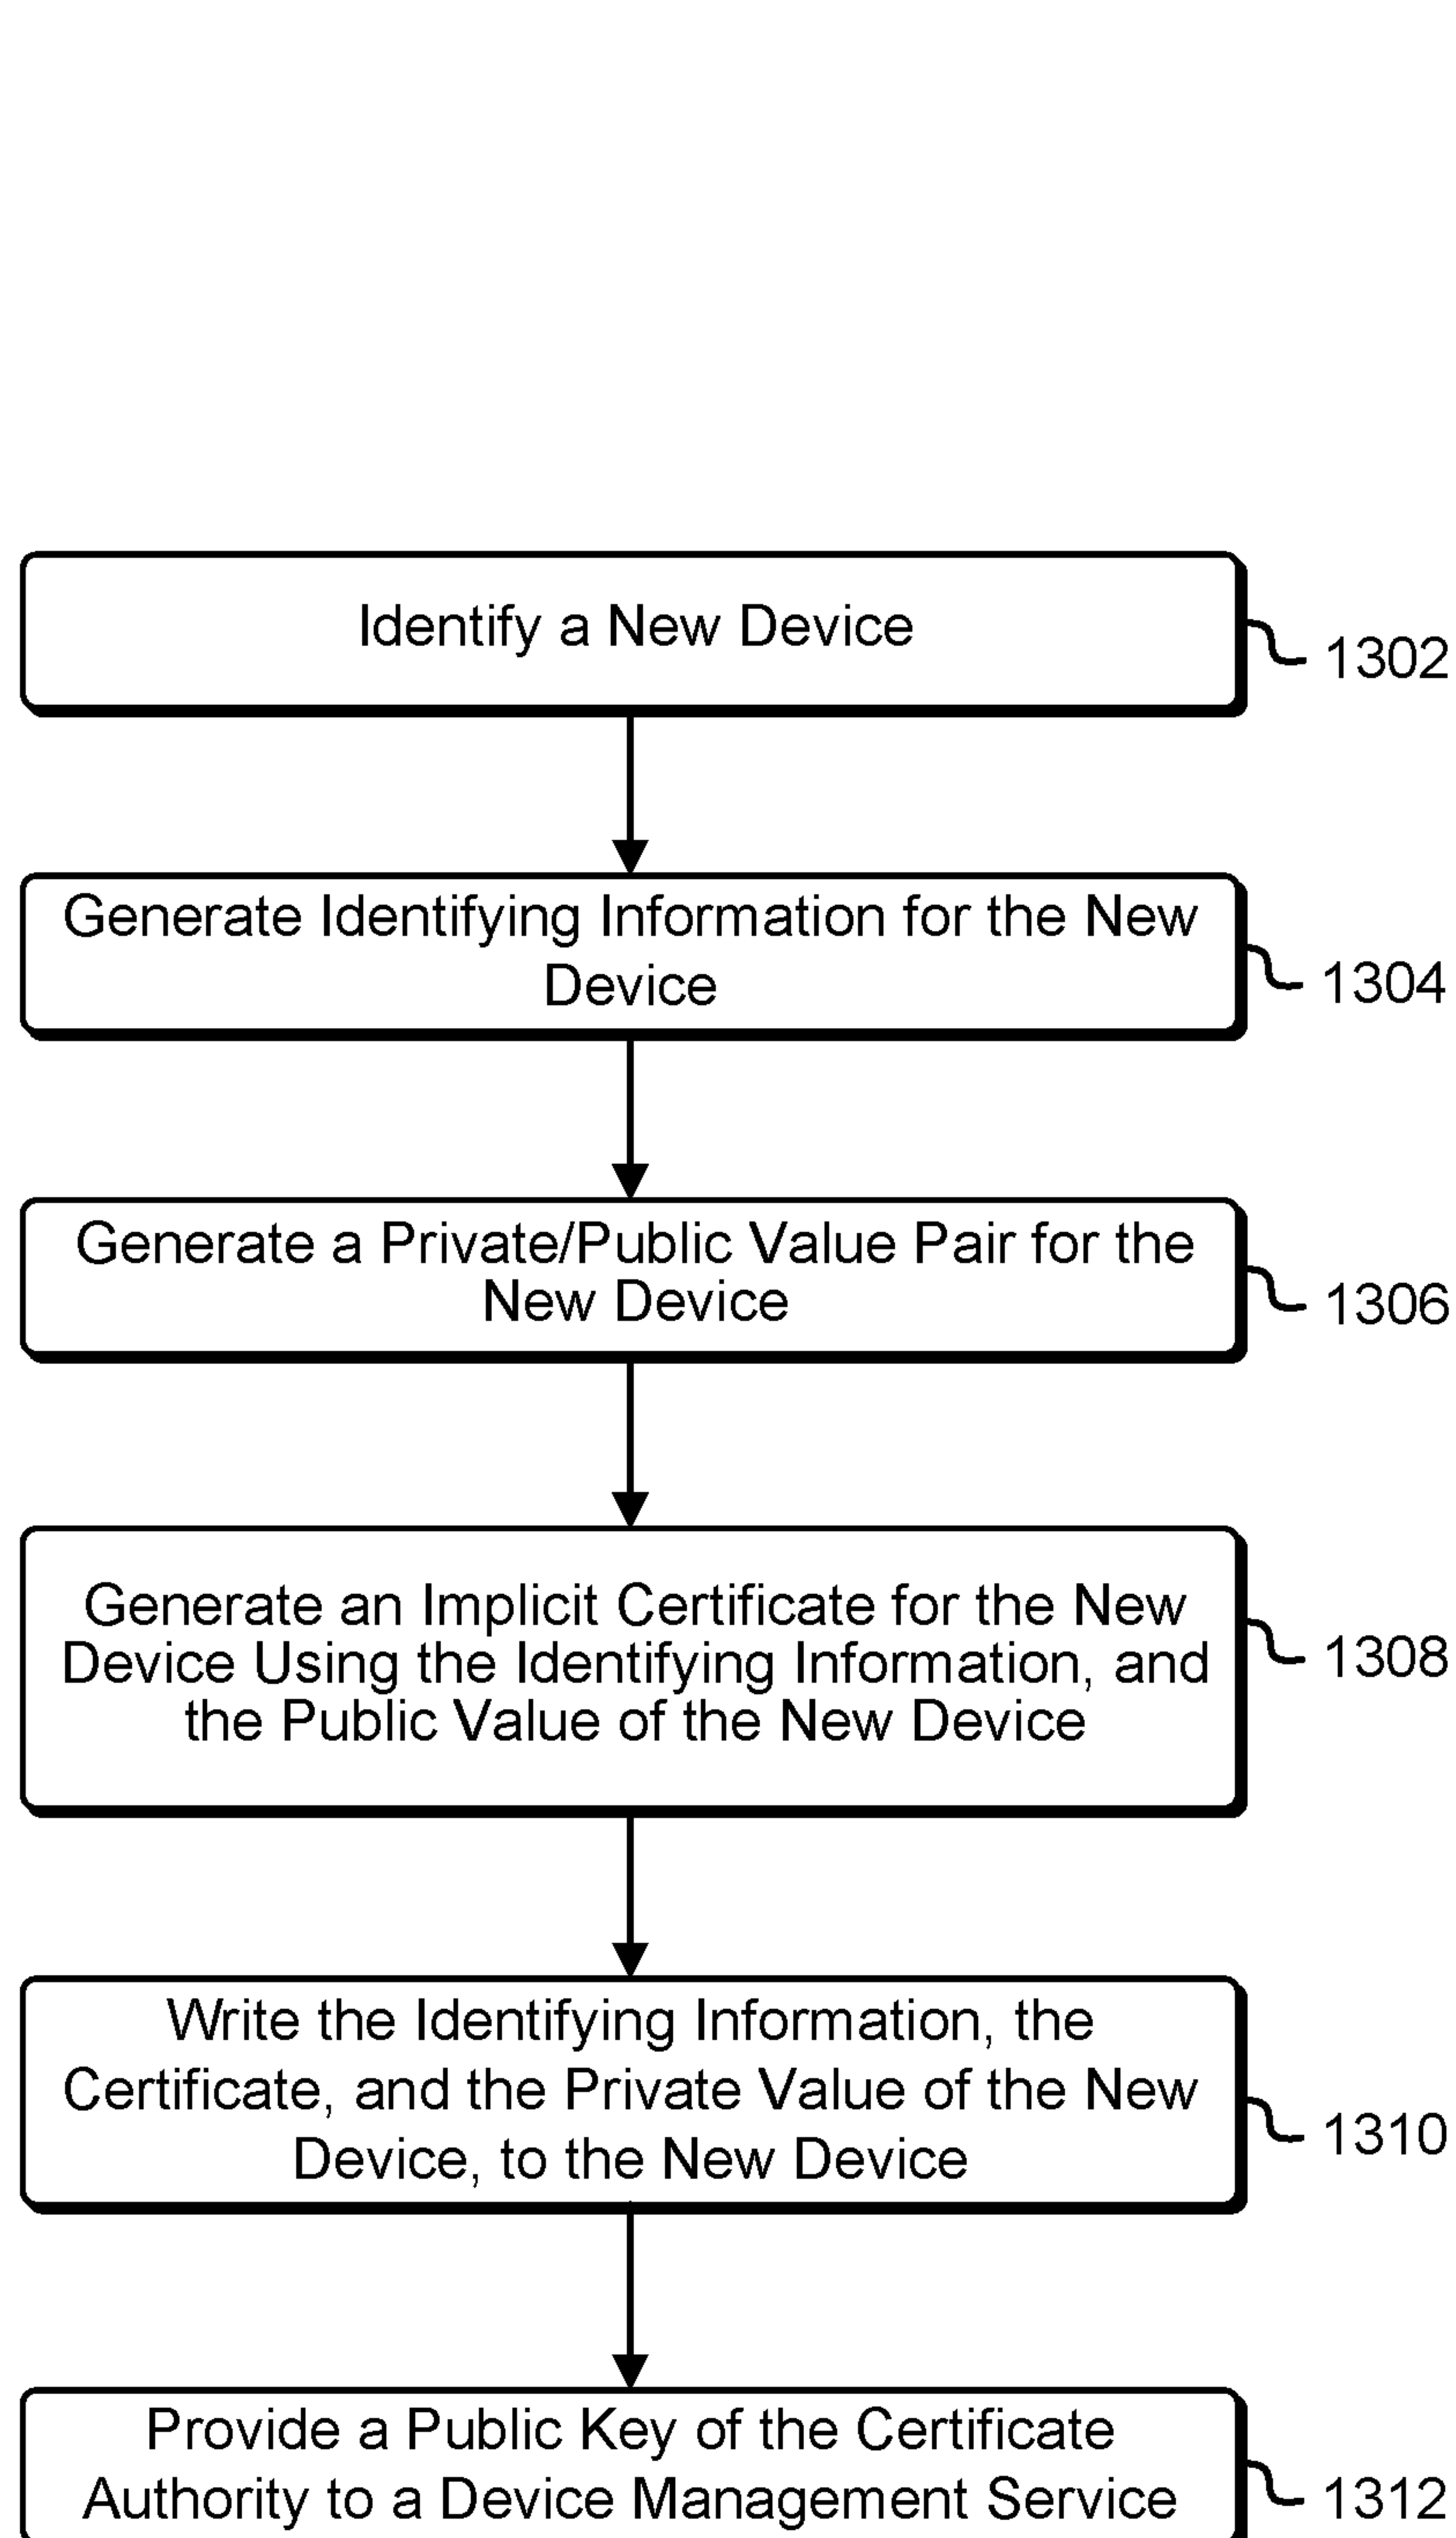 Identify a New Device
1302
Generate Identifying Information for the New
Device
1304
Generate a Private/Public Value Pair for the
New Device
1306
Generate an Implicit Certificate for the New
Device Using the Identifying Information, and
the Public Value of the New Device
1308
Write the Identifying Information, the
Certificate, and the Private Value of the New
Device, to the New Device
1310
Provide a Public Key of the Certificate
Authority to a Device Management Service
1312